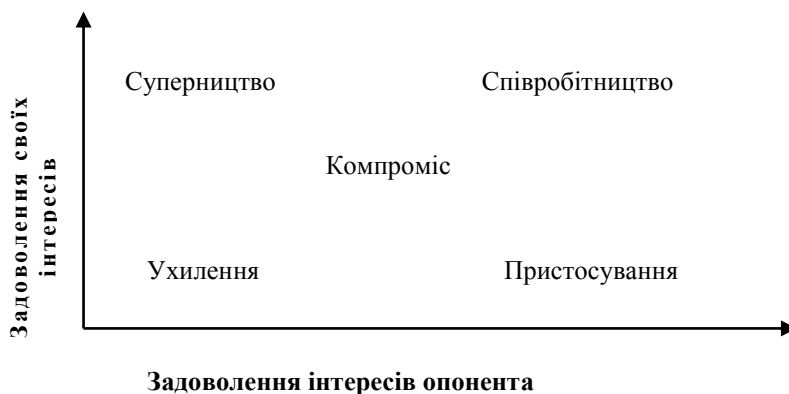 Задоволення своїх
інтересів
Суперництво
Співробітництво
Компроміс
Ухилення
Пристосування
Задоволення інтересів опонента